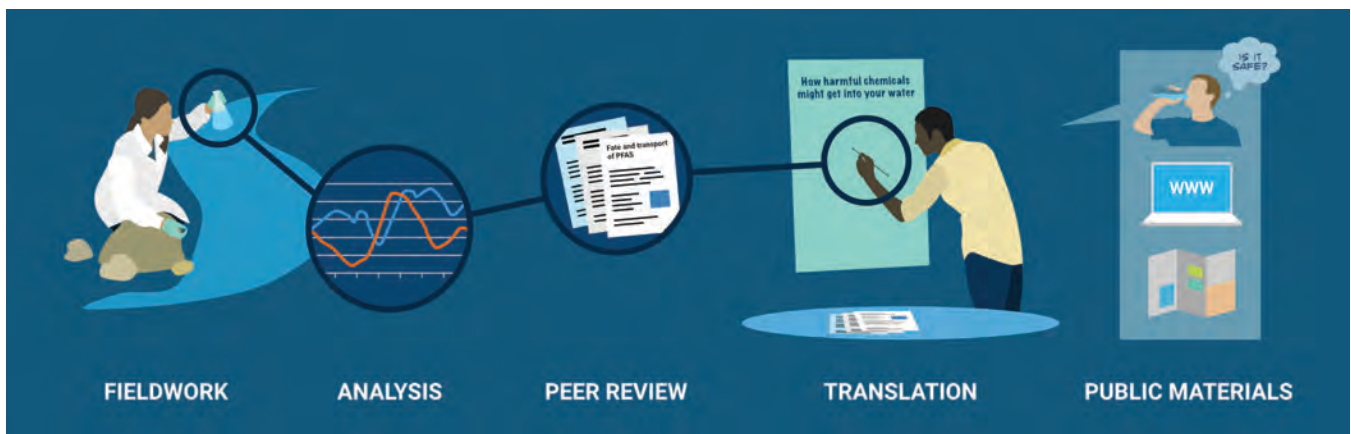 IS IT
SAFE?
How harmful chemicals
might get into your water
Fate and transport
of PFAS
WWW
FIELDWORK
ANALYSIS
PEER REVIEW
TRANSLATION
PUBLIC MATERIALS